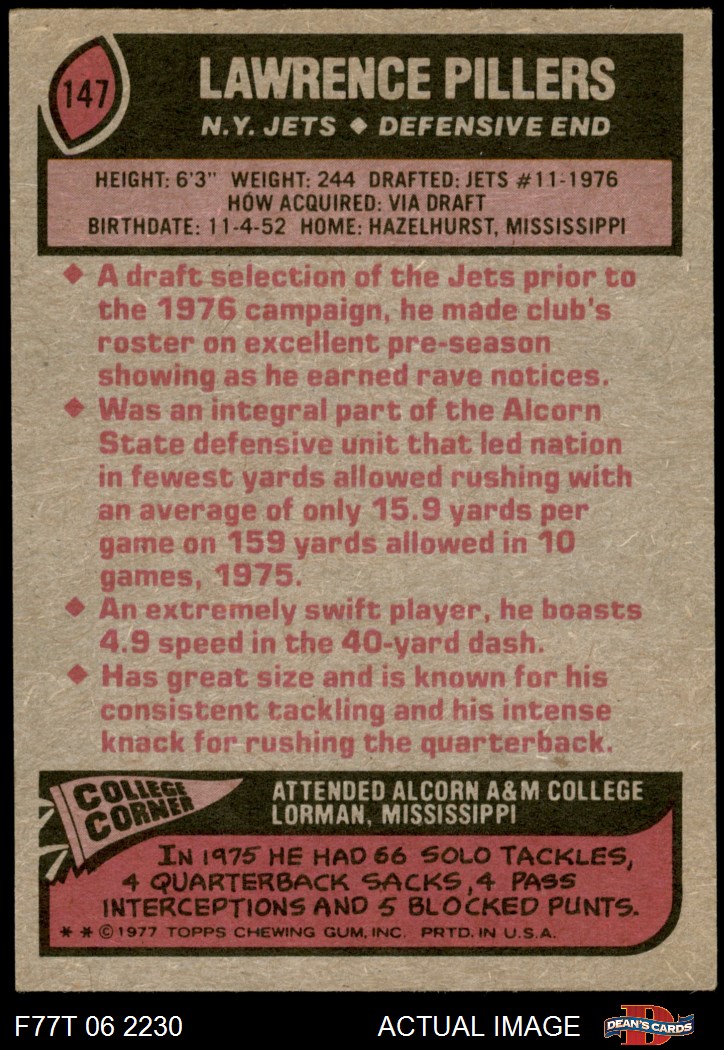 147
LAWRENCE PILLERS
N.Y. JETS ◆ DEFENSIVE END
HEIGHT: 6'3" WEIGHT: 244 DRAFTED: JETS #11-1976
HOW ACQUIRED: VIA DRAFT
BIRTHDATE: 11-4-52 HOME: HAZELHURST, MISSISSIPPI
◆ A draft selection of the Jets prior to
the 1976 campaign, he made club's
roster on excellent pre-season
showing as he earned rave notices.
◆ Was an integral part of the Alcorn
State defensive unit that led nation
in fewest yards allowed rushing with
an average of only 15.9 yards per
game on 159 yards allowed in 10
games, 1975.
◆ An extremely swift player, he boasts
4.9 speed in the 40-yard dash.
◆ Has great size and is known for his
consistent tackling and his intense
knack for rushing the quarterback.
COLLEGE
CORNER
ATTENDED ALCORN A&M COLLEGE
LORMAN, MISSISSIPPI
IN 1975 HE HAD 66 SOLO TACKLES,
4 QUARTERBACK SACKS, 4 PASS
INTERCEPTIONS AND 5 BLOCKED PUNTS.
* * © 1977 TOPPS CHEWING GUM, INC. PRTD. IN U.S.A.
F77T 06 2230
ACTUAL IMAGE
D
DEAN'S CARDS